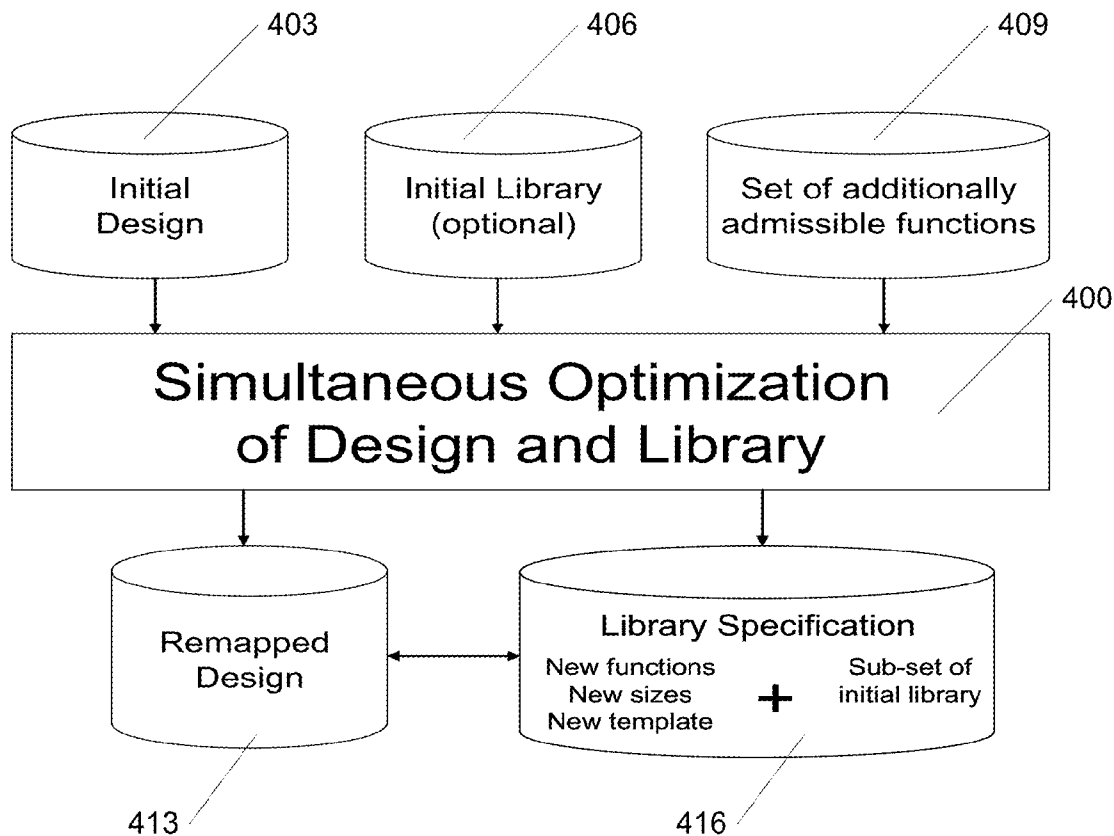 403
406
409
Initial
Design
Initial Library
(optional)
Set of additionally
admissible functions
400
Simultaneous Optimization
of Design and Library
Remapped
Design
Library Specification
New functions
New sizes
New template
+
Sub-set of
initial library
413
416